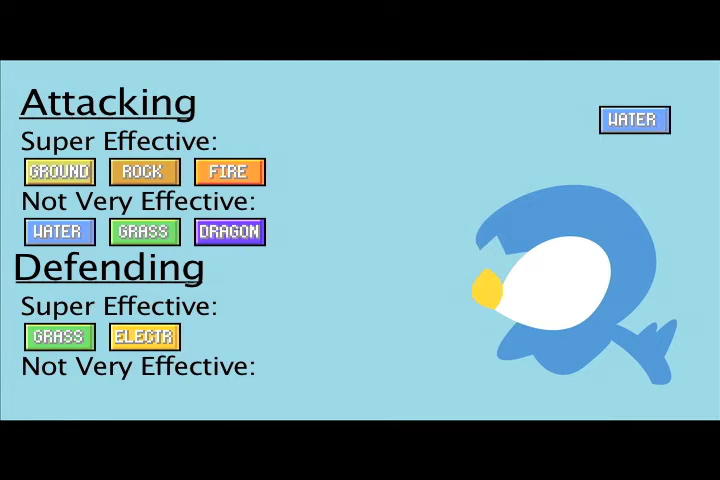 Attacking
WATER
Super Effective:
GROUND ROCK FIRE
Not Very Effective:
WATER GRASS DRAGON
Defending
Super Effective:
GRASS ELECTR
Not Very Effective: